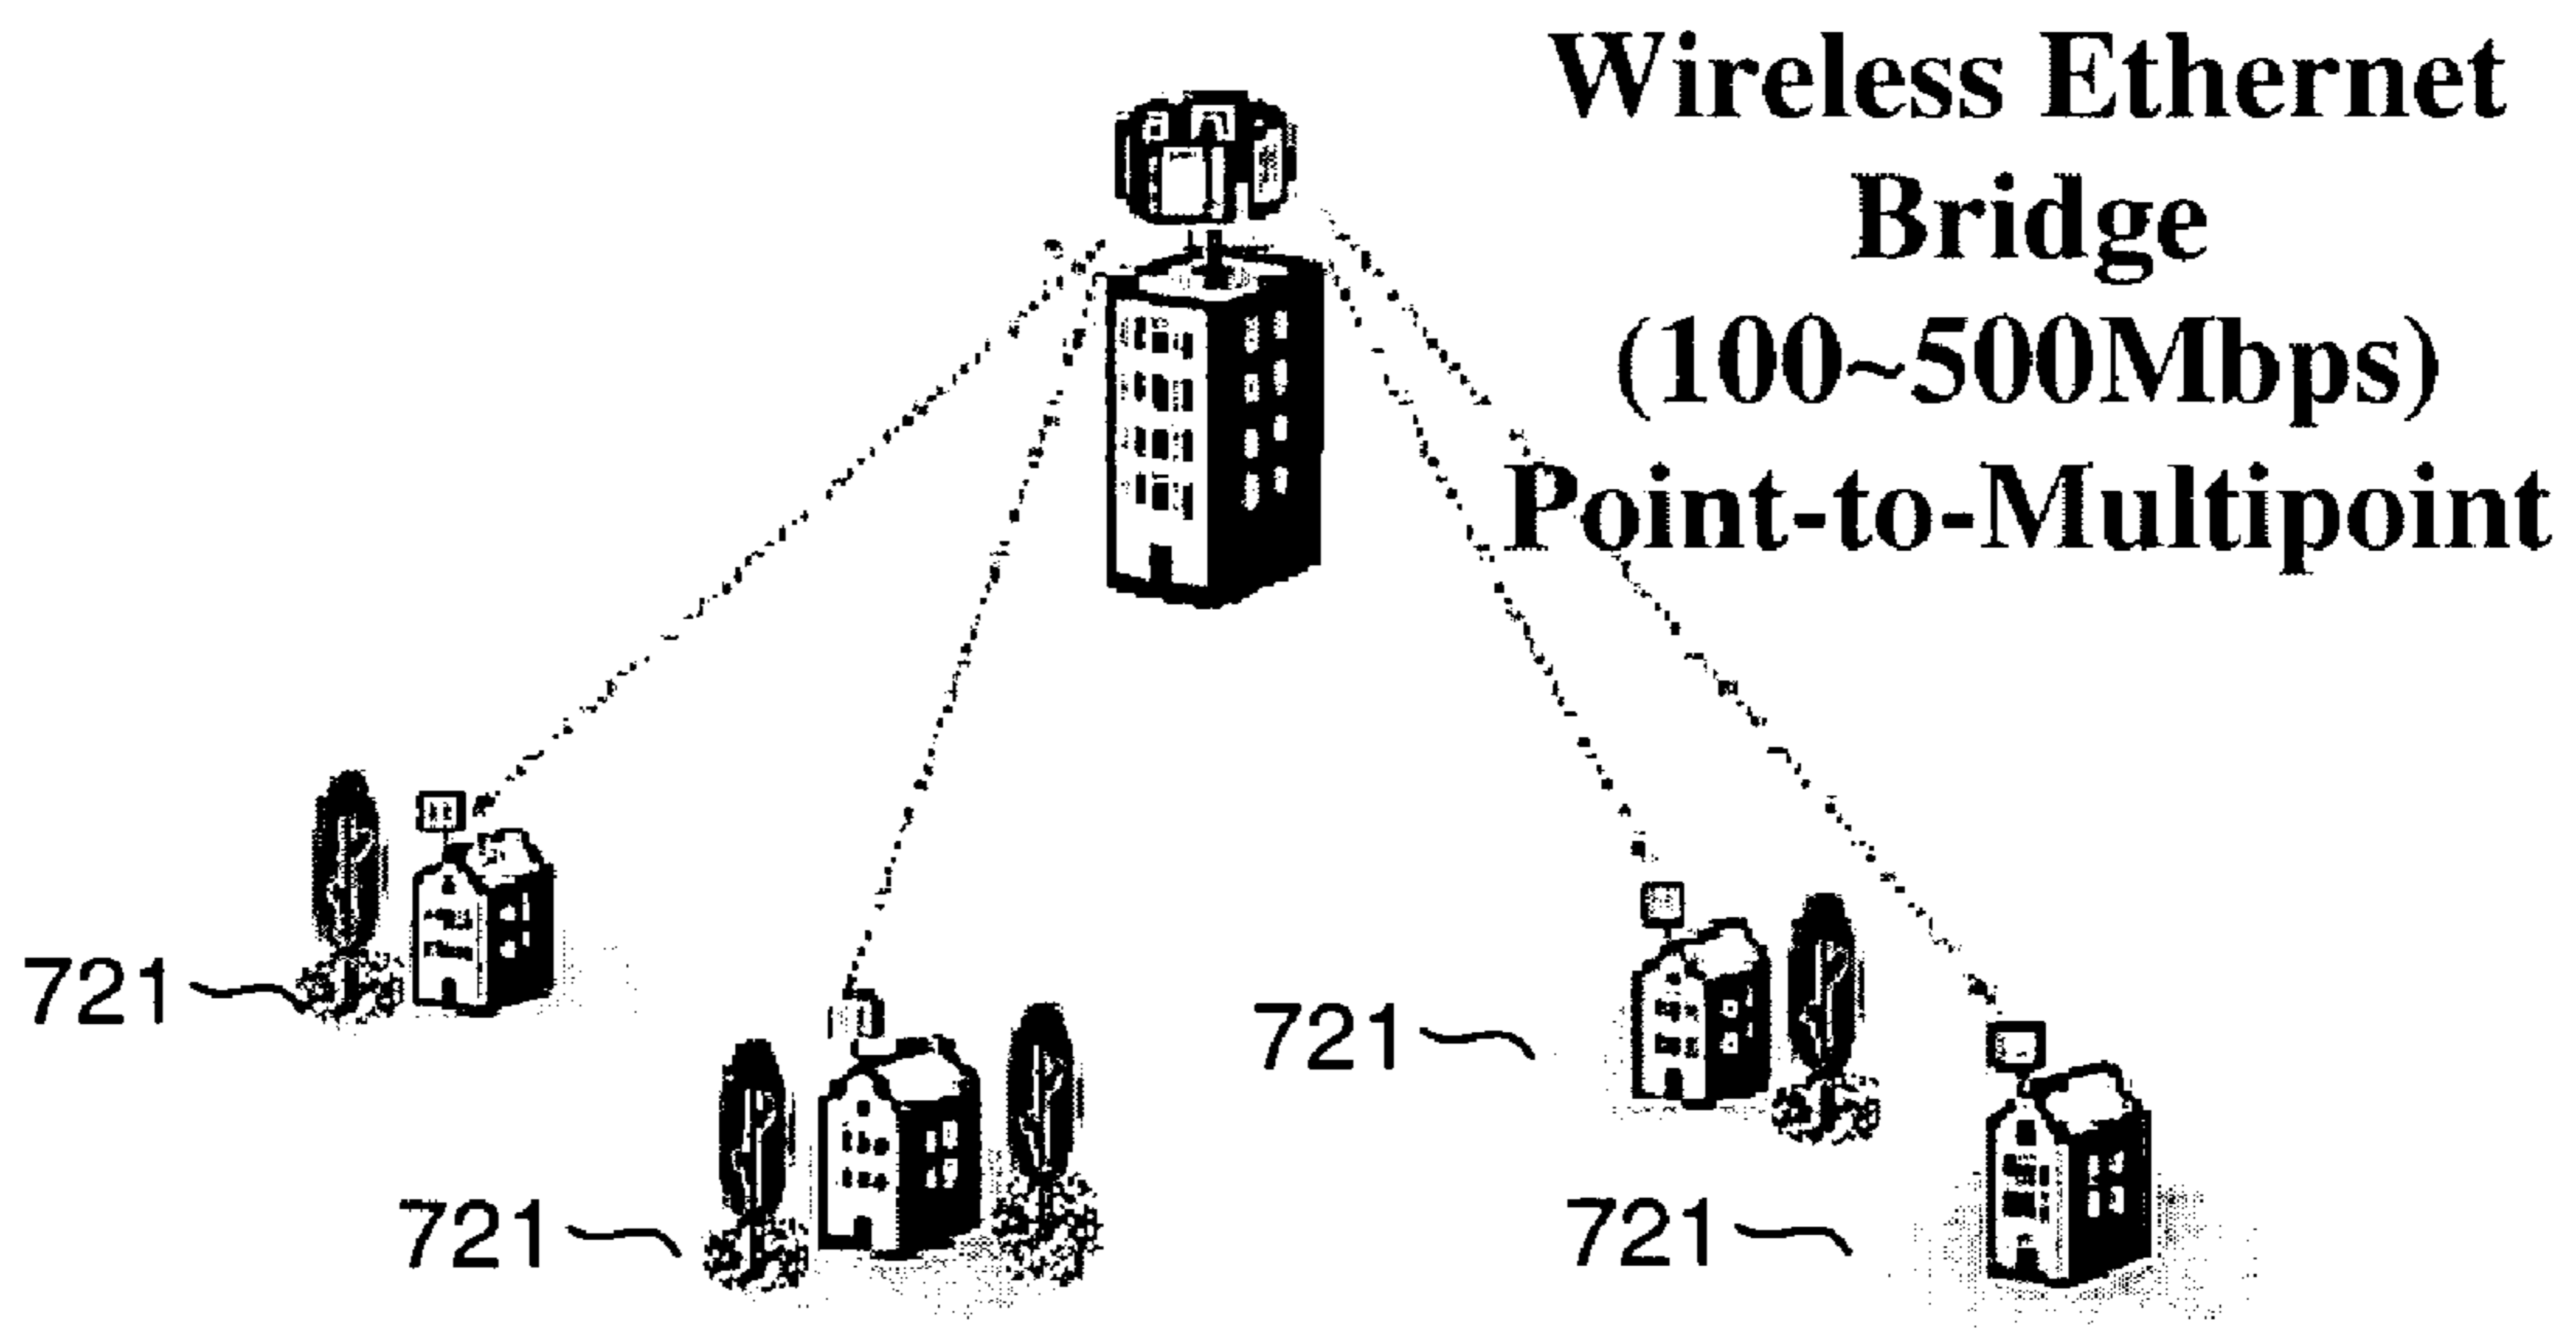 Wireless Ethernet
Bridge
(100~500Mbps)
Point-to-Multipoint
721
721
721
721